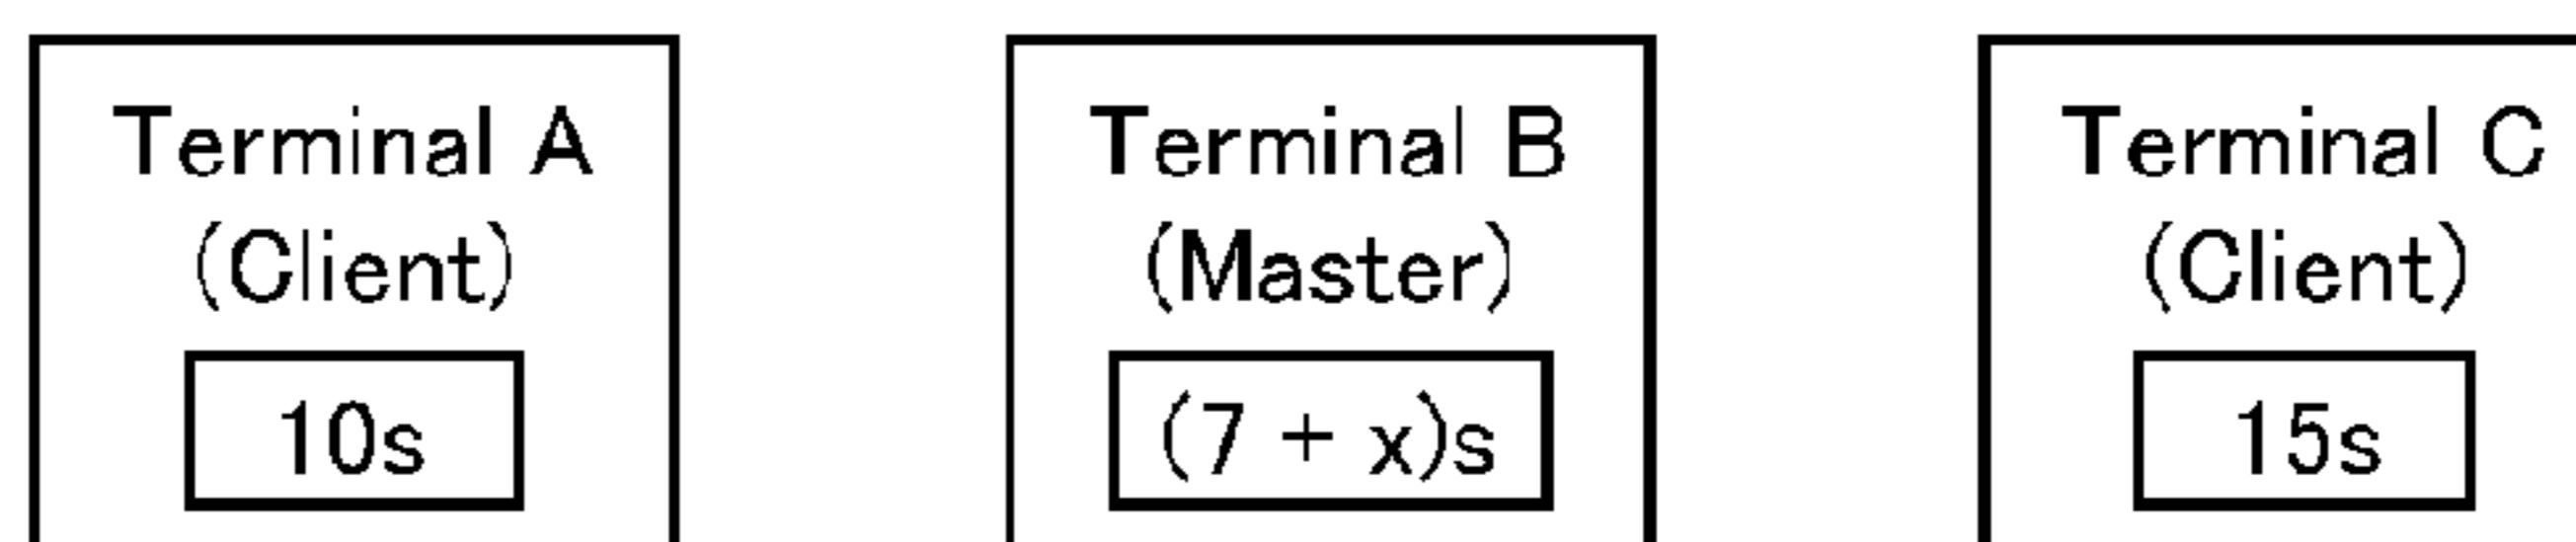 Terminal A
(Client)
10s
Terminal B
(Master)
(7 + x)s
Terminal C
(Client)
15s